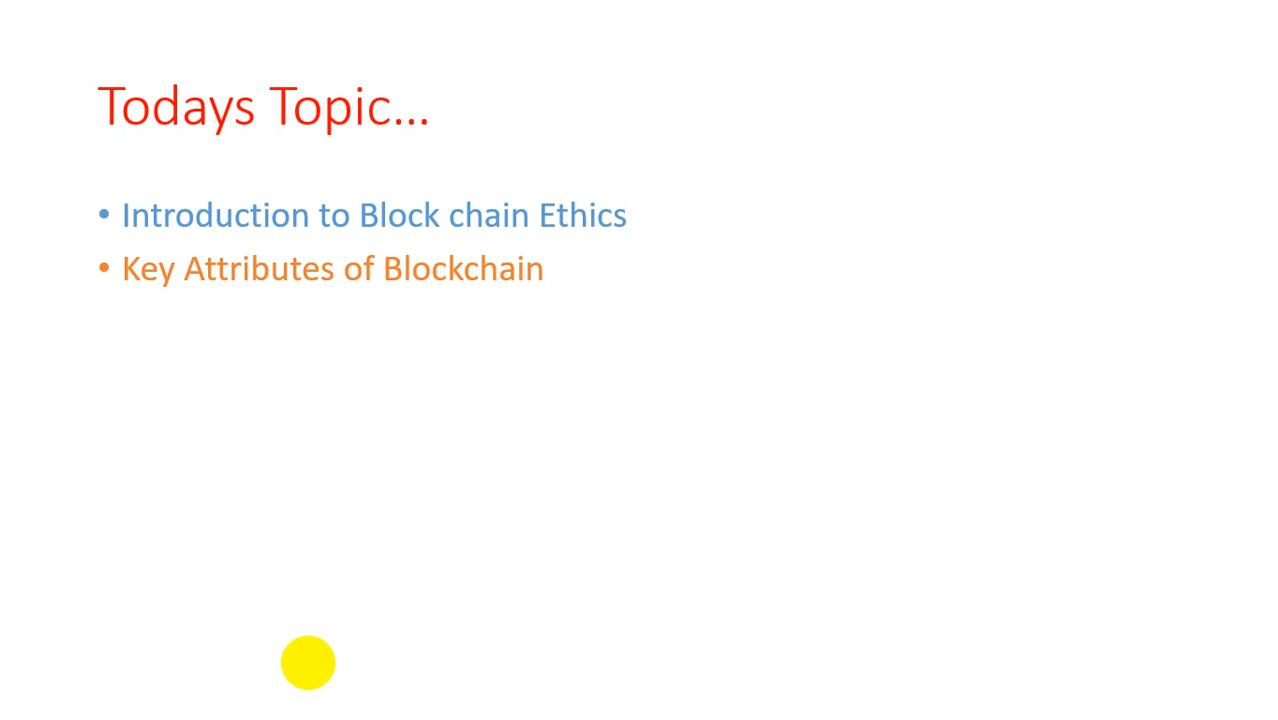 Todays Topic...
• Introduction to Block chain Ethics
• Key Attributes of Blockchain